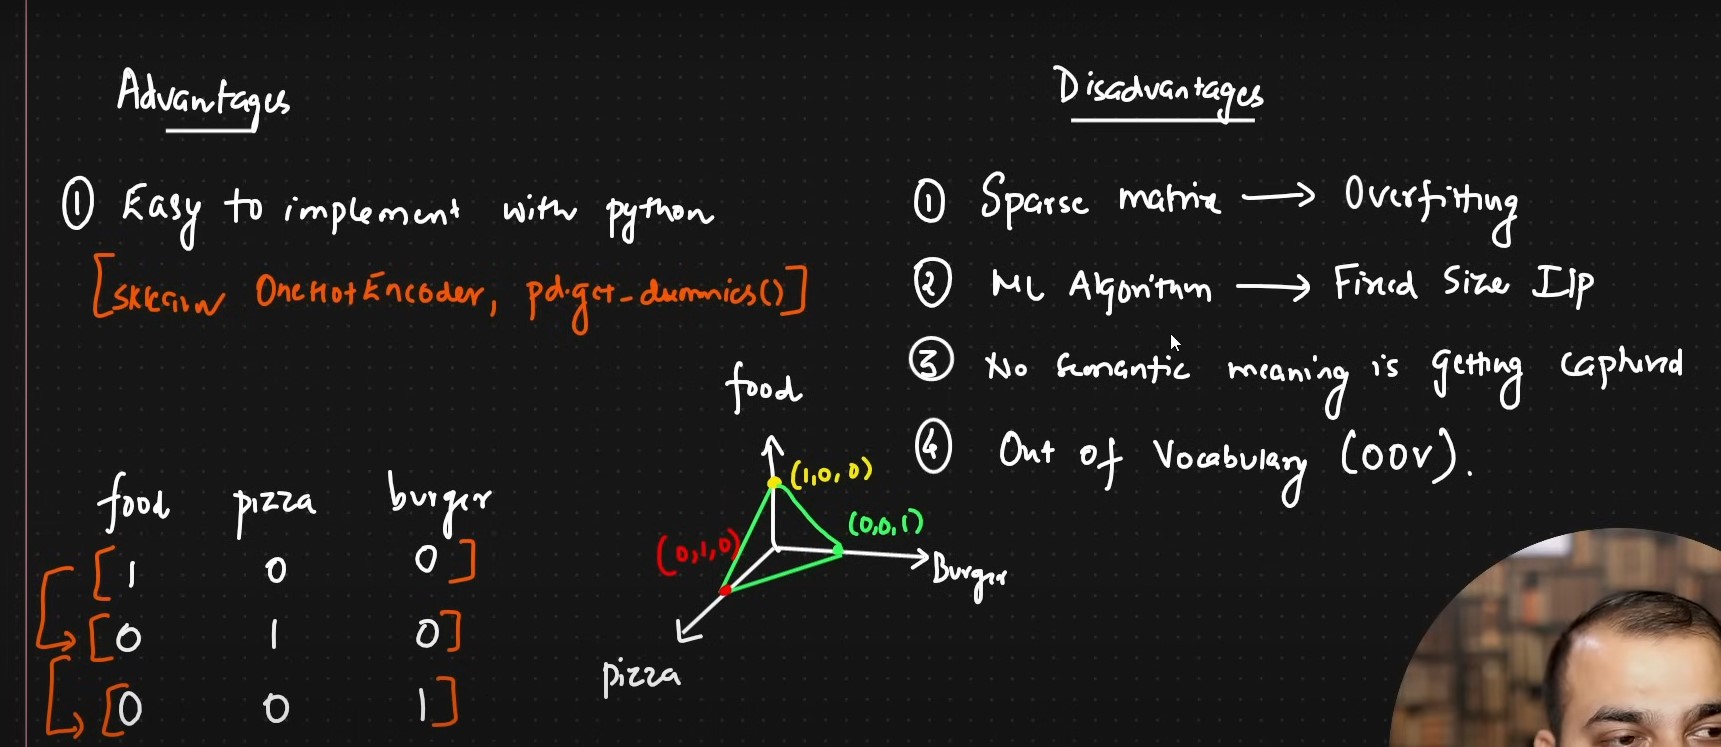 Advantages
① Easy to implement with python
[sklearn OneHotEncoder, pd.get_dummies()]
food pizza burger
[1 0 0]
[0 1 0]
[0 0 1]
food
(1,0,0)
(0,0,1)
(0,1,0)
Burger
pizza
Disadvantages
① Sparse matrix → Overfitting
② ML Algorithm → Fixed Size I/p
③ No semantic meaning is getting captured
④ Out of Vocabulary (OOV).